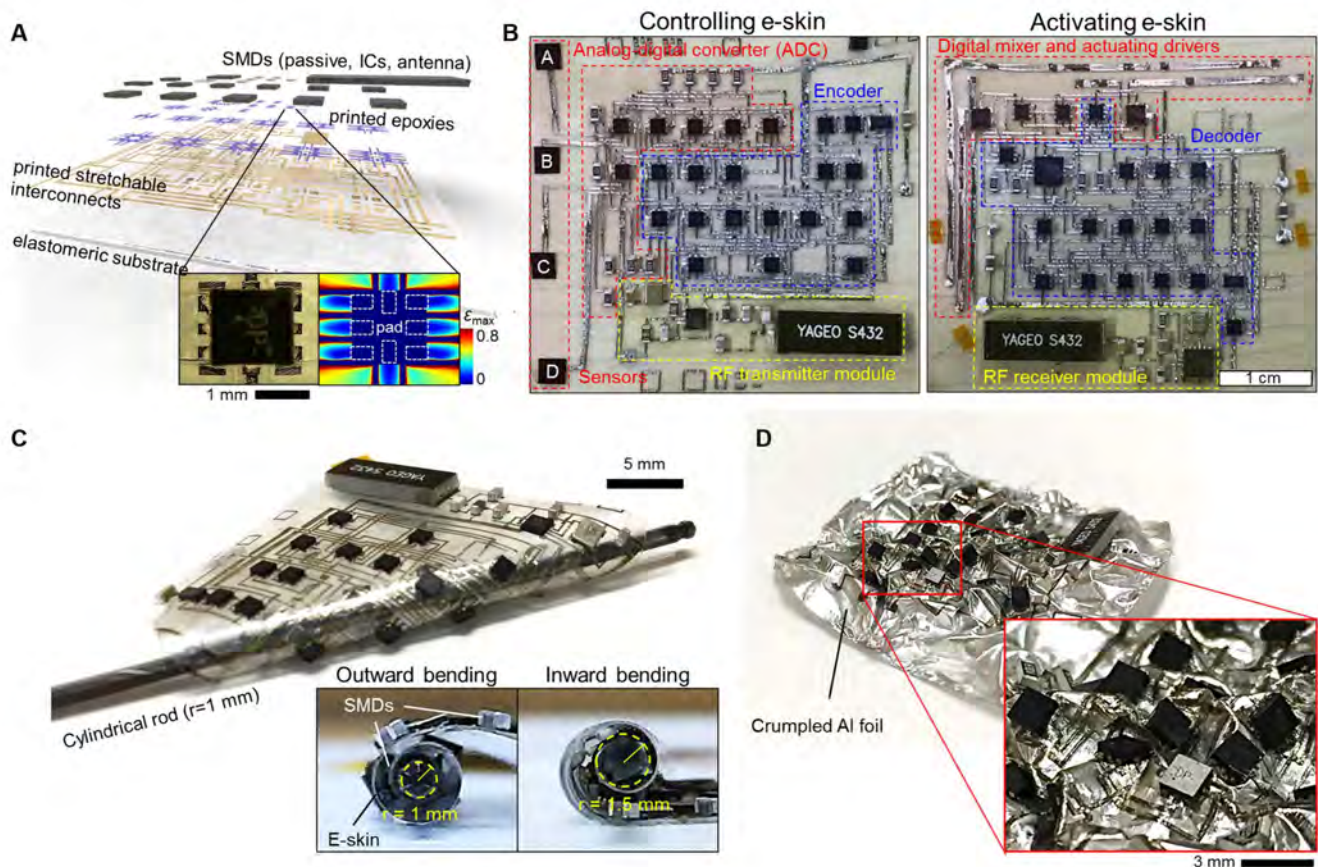 A
SMDs (passive, ICs, antenna)
printed epoxies
printed stretchable
interconnects
elastomeric substrate
pad
εmax
0.8
0
1 mm
B
Controlling e-skin
Activating e-skin
A
Analog-digital converter (ADC)
Encoder
B
C
D
Sensors
YAGEO S432
RF transmitter module
Digital mixer and actuating drivers
Decoder
YAGEO S432
RF receiver module
1 cm
C
YAGEO S432
5 mm
Cylindrical rod (r=1 mm)
Outward bending
Inward bending
SMDs
r = 1 mm
E-skin
r = 1.5 mm
D
Crumpled Al foil
3 mm